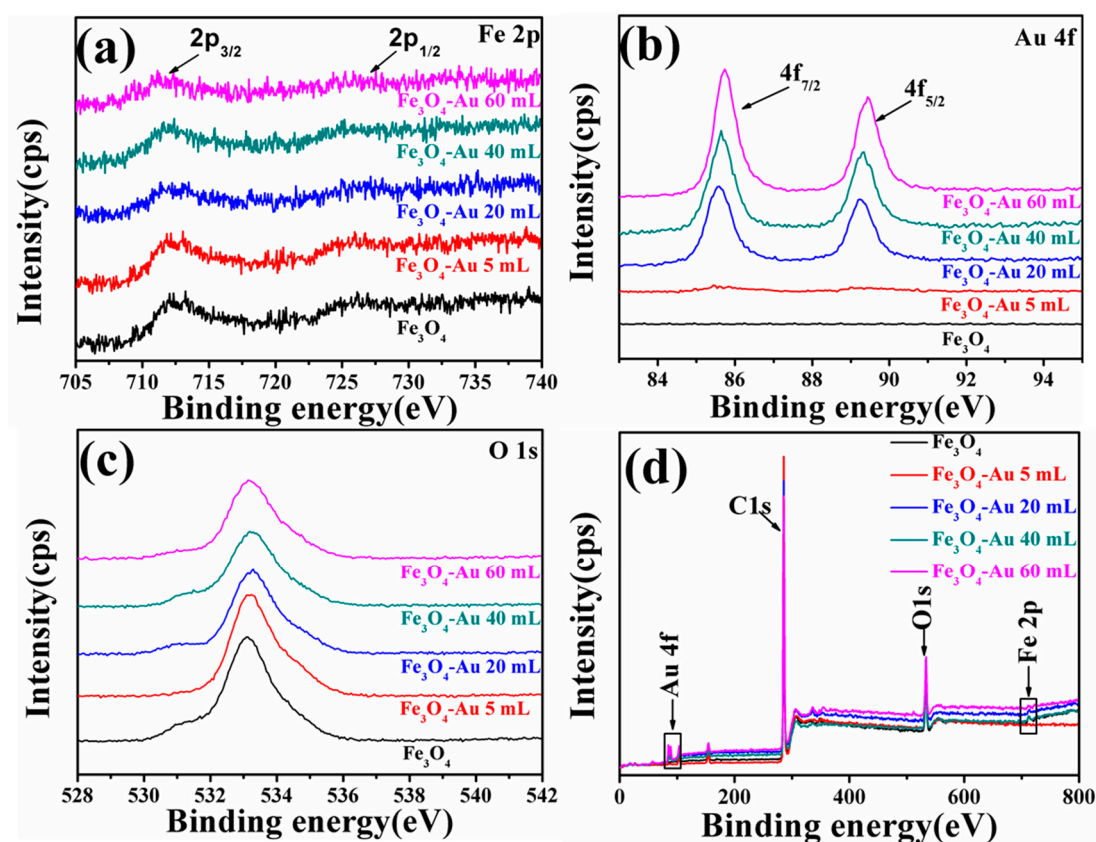 (a)
2p3/2
2p1/2
Fe 2p
Fe3O4-Au 60 mL
Fe3O4-Au 40 mL
Fe3O4-Au 20 mL
Fe3O4-Au 5 mL
Fe3O4
Intensity(cps)
705 710 715 720 725 730 735 740
Binding energy(eV)
(b)
Au 4f
4f7/2
4f5/2
Fe3O4-Au 60 mL
Fe3O4-Au 40 mL
Fe3O4-Au 20 mL
Fe3O4-Au 5 mL
Fe3O4
Intensity(cps)
84 86 88 90 92 94
Binding energy(eV)
(c)
O 1s
Fe3O4-Au 60 mL
Fe3O4-Au 40 mL
Fe3O4-Au 20 mL
Fe3O4-Au 5 mL
Fe3O4
Intensity(cps)
528 530 532 534 536 538 540 542
Binding energy(eV)
(d)
Fe3O4
Fe3O4-Au 5 mL
Fe3O4-Au 20 mL
Fe3O4-Au 40 mL
Fe3O4-Au 60 mL
C1s
Au 4f
O1s
Fe 2p
Intensity(cps)
0 200 400 600 800
Binding energy(eV)